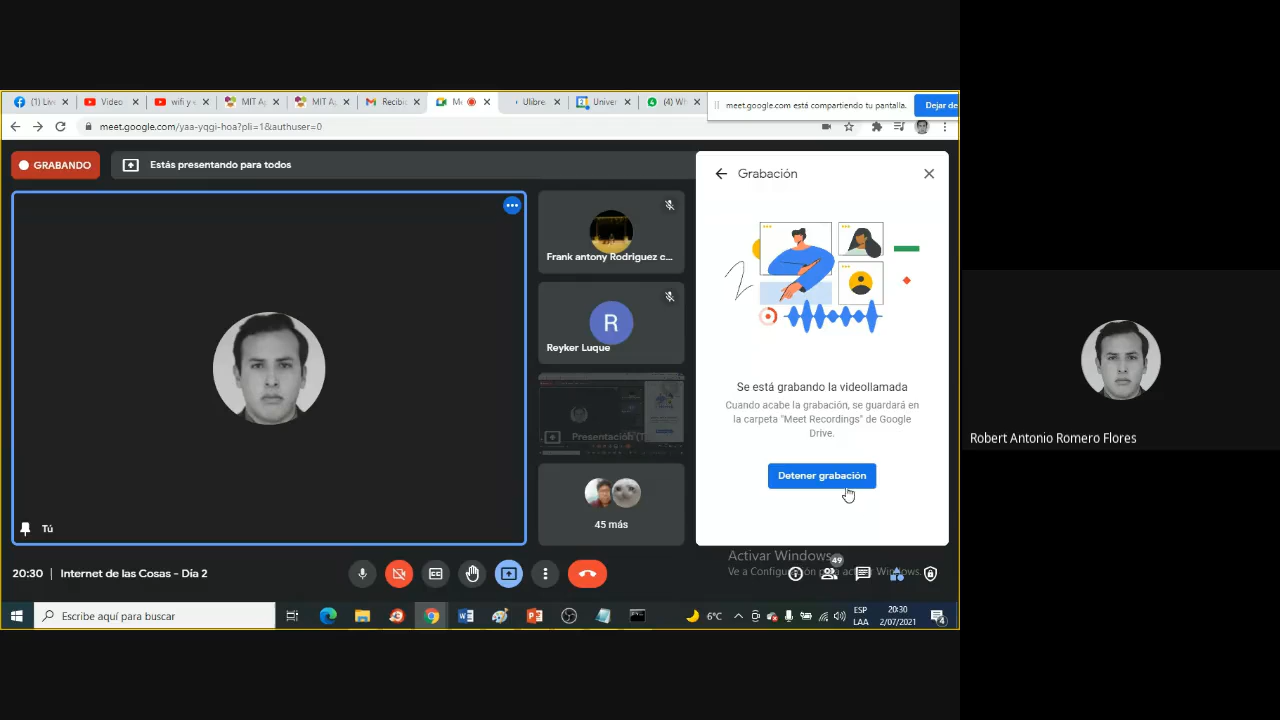 (1) Liv
Video
wifi y
MIT A
MIT A
Recibi
Me
Ulibre
Univer
(4) W
meet.google.com está compartiendo tu pantalla.
Dejar de
meet.google.com/yaa-yqgi-hoa?pli=1&authuser=0
GRABANDO
Estás presentando para todos
Grabación
Frank antony Rodriguez c...
R
Reyker Luque
Presentación (T
45 más
Tú
Se está grabando la videollamada
Cuando acabe la grabación, se guardará en
la carpeta "Meet Recordings" de Google
Drive.
Detener grabación
Robert Antonio Romero Flores
Activar Windows
Ve a Configuración para activar Windows.
20:30 | Internet de las Cosas - Día 2
49
Escribe aquí para buscar
6°C
ESP
LAA
20:30
2/07/2021
4